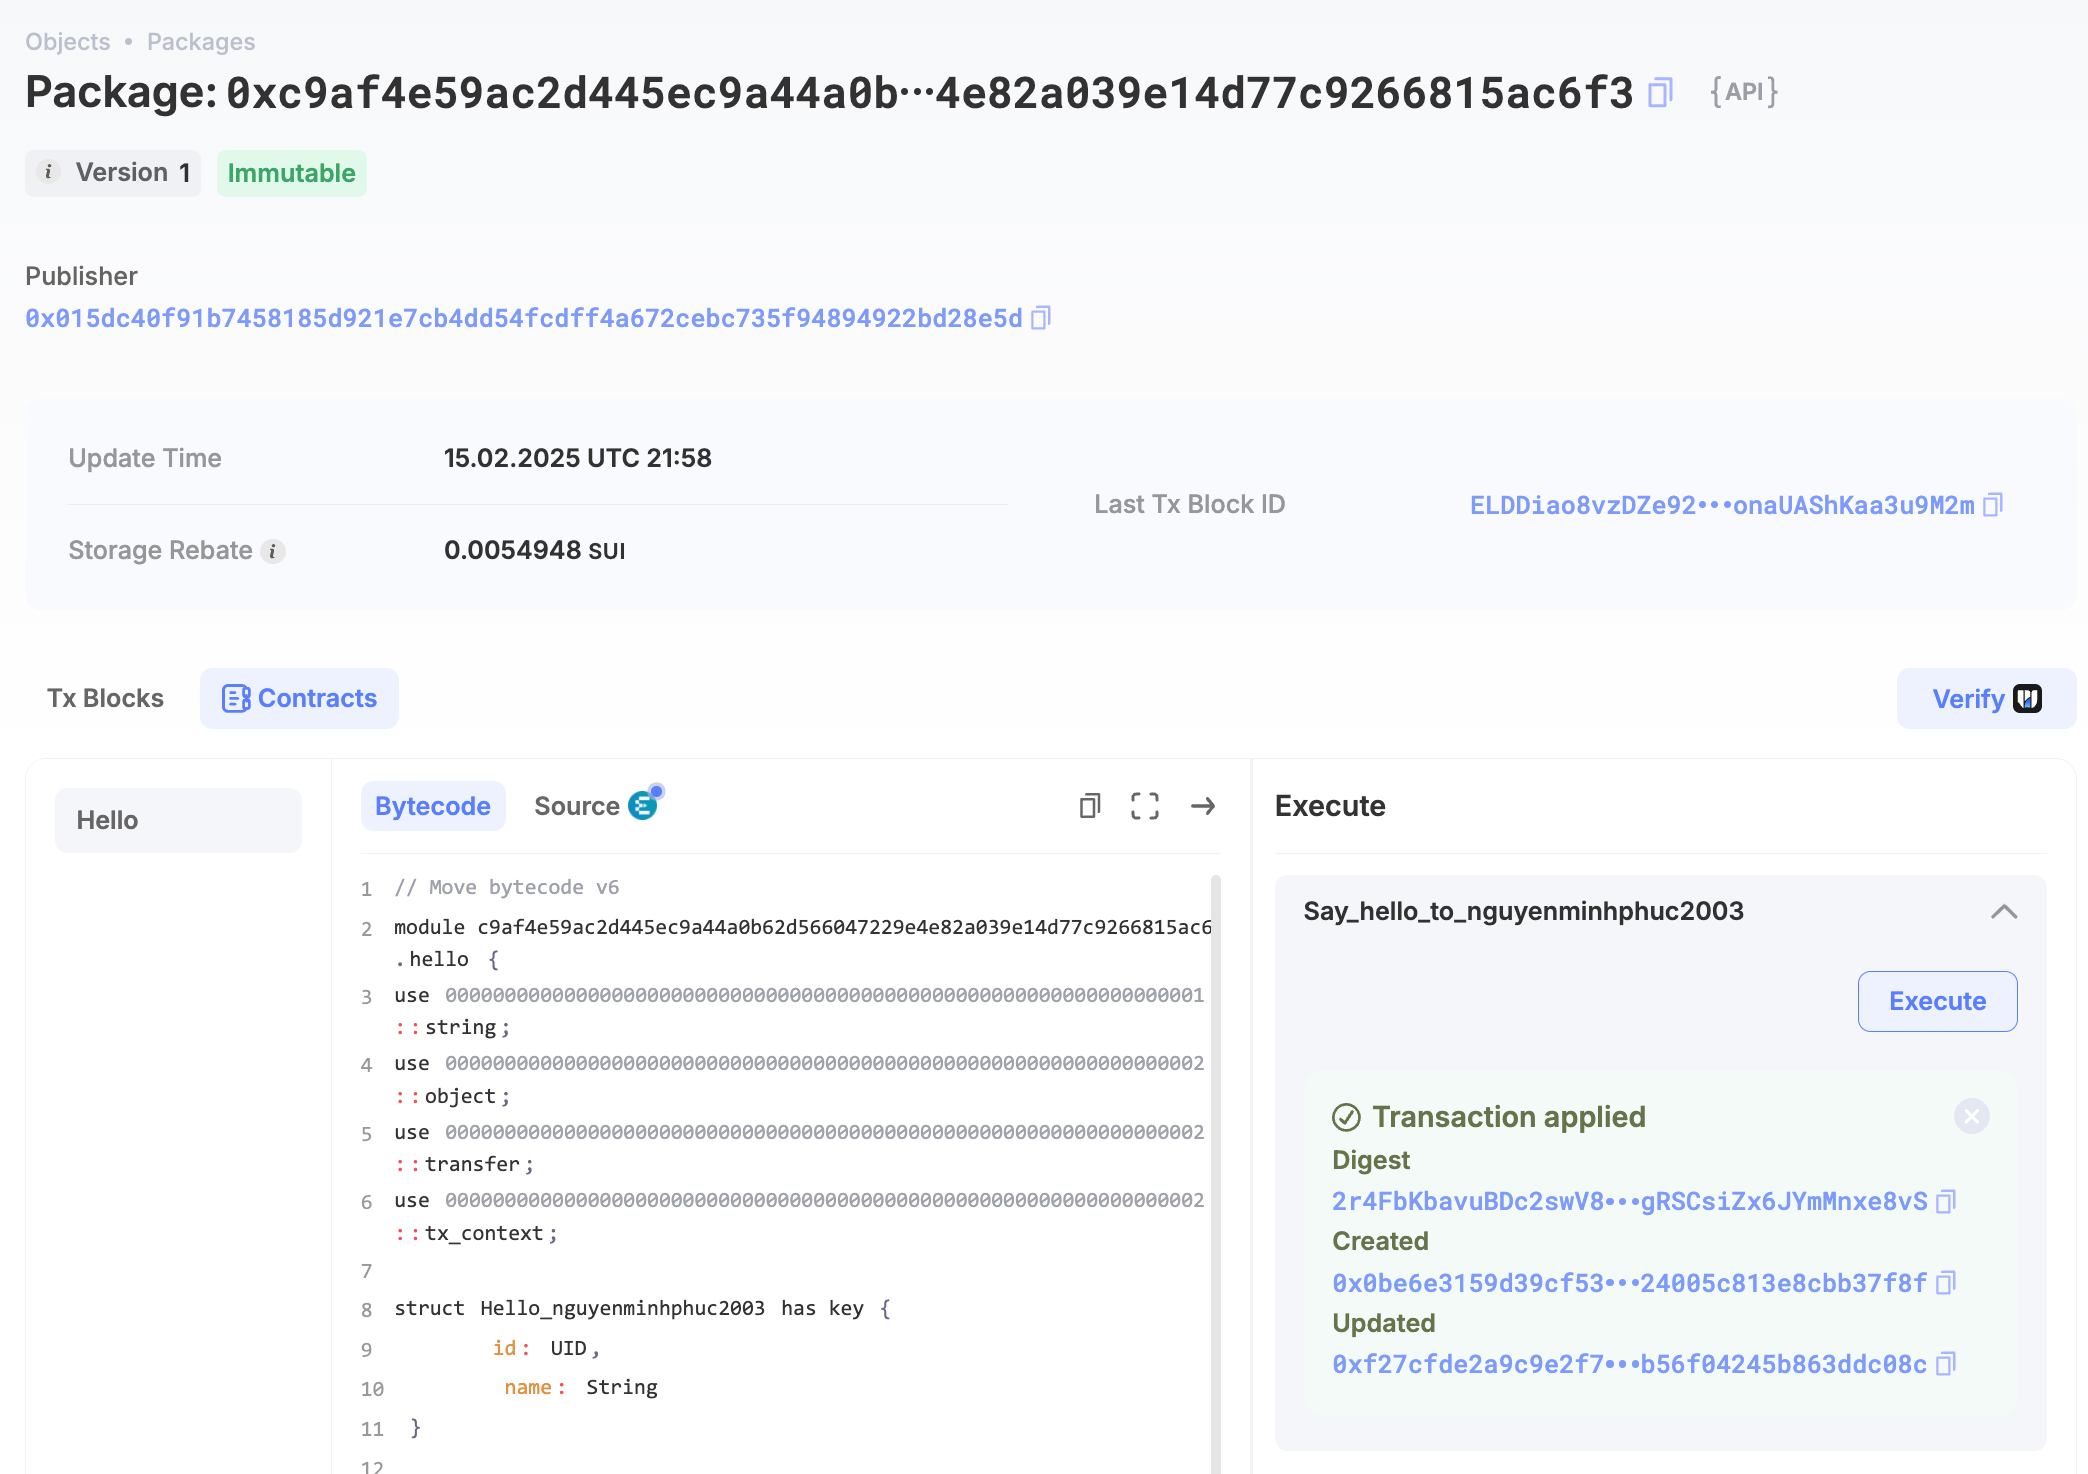 Objects • Packages
Package: 0xc9af4e59ac2d445ec9a44a0b···4e82a039e14d77c9266815ac6f3 {API}
i Version 1 Immutable
Publisher
0x015dc40f91b7458185d921e7cb4dd54fcdff4a672cebc735f94894922bd28e5d
Update Time 15.02.2025 UTC 21:58
Last Tx Block ID ELDDiao8vzDZe92•••onaUAShKaa3u9M2m
Storage Rebate i 0.0054948 SUI
Tx Blocks Contracts Verify
Hello
Bytecode Source
1 // Move bytecode v6
2 module c9af4e59ac2d445ec9a44a0b62d566047229e4e82a039e14d77c9266815ac6
.hello {
3 use 0000000000000000000000000000000000000000000000000000000000000001
::string;
4 use 0000000000000000000000000000000000000000000000000000000000000002
::object;
5 use 0000000000000000000000000000000000000000000000000000000000000002
::transfer;
6 use 0000000000000000000000000000000000000000000000000000000000000002
::tx_context;
7
8 struct Hello_nguyenminhphuc2003 has key {
9 id: UID,
10 name: String
11 }
12
Execute
Say_hello_to_nguyenminhphuc2003
Execute
Transaction applied
Digest
2r4FbKbavuBDc2swV8•••gRSCsiZx6JYmMnxe8vS
Created
0x0be6e3159d39cf53•••24005c813e8cbb37f8f
Updated
0xf27cfde2a9c9e2f7•••b56f04245b863ddc08c